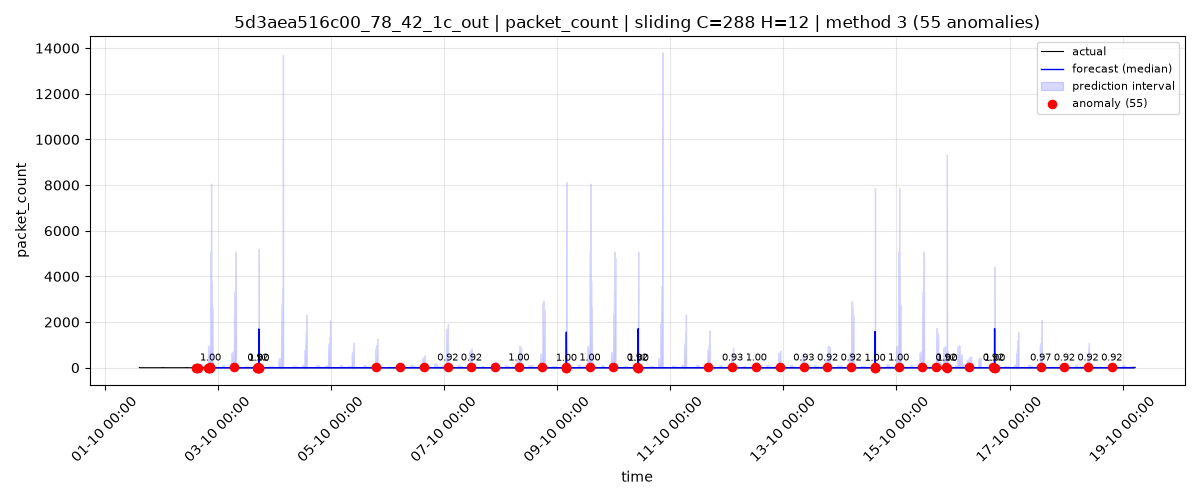 5d3aea516c00_78_42_1c_out | packet_count | sliding C=288 H=12 | method 3 (55 anomalies)
actual
forecast (median)
prediction interval
anomaly (55)
packet_count
14000
12000
10000
8000
6000
4000
2000
0
1.00 0.92 0.92 1.00 1.00 1.00 0.93 1.00 0.93 0.92 0.92 1.00 1.00 0.97 0.92 0.92 0.92
01-10 00:00
03-10 00:00
05-10 00:00
07-10 00:00
09-10 00:00
11-10 00:00
13-10 00:00
15-10 00:00
17-10 00:00
19-10 00:00
time